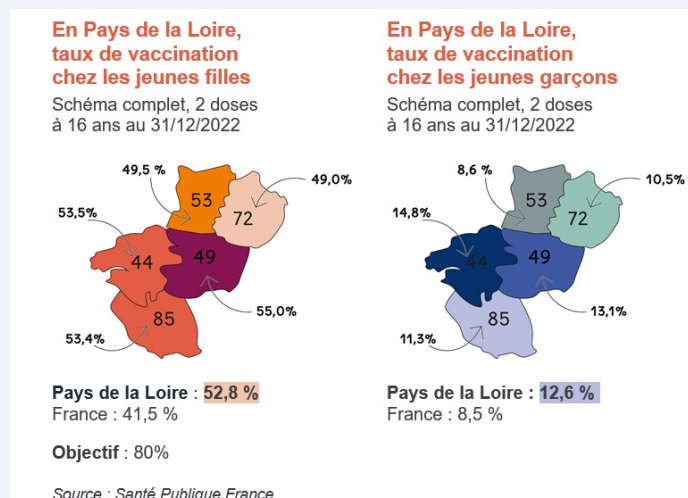 En Pays de la Loire,
taux de vaccination
chez les jeunes filles
Schéma complet, 2 doses
à 16 ans au 31/12/2022
49,5 %
49,0%
53
72
53,5%
44
49
85
55,0%
53,4%
Pays de la Loire : 52,8 %
France : 41,5 %
Objectif : 80%
Source : Santé Publique France
En Pays de la Loire,
taux de vaccination
chez les jeunes garçons
Schéma complet, 2 doses
à 16 ans au 31/12/2022
8,6 %
10,5%
53
72
14,8%
44
49
85
13,1%
11,3%
Pays de la Loire : 12,6 %
France : 8,5 %